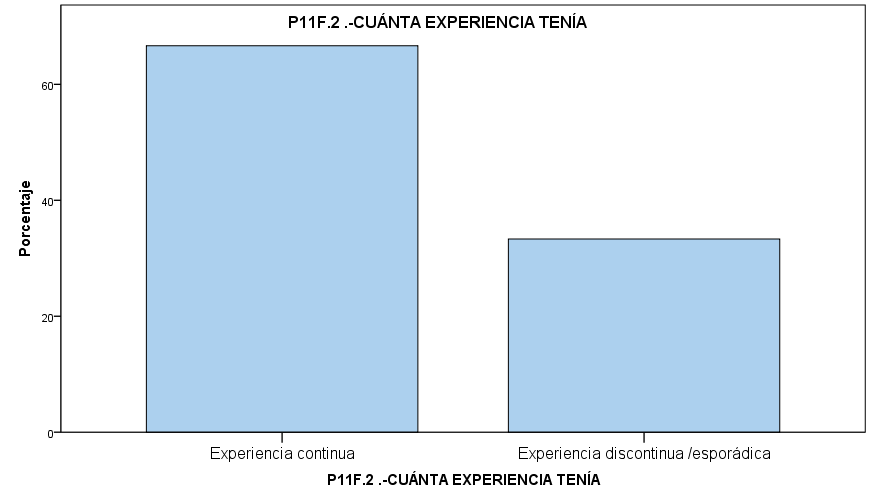 P11F.2 .-CUÁNTA EXPERIENCIA TENÍA
60
40
20
0
Porcentaje
Experiencia continua
Experiencia discontinua /esporádica
P11F.2 .-CUÁNTA EXPERIENCIA TENÍA